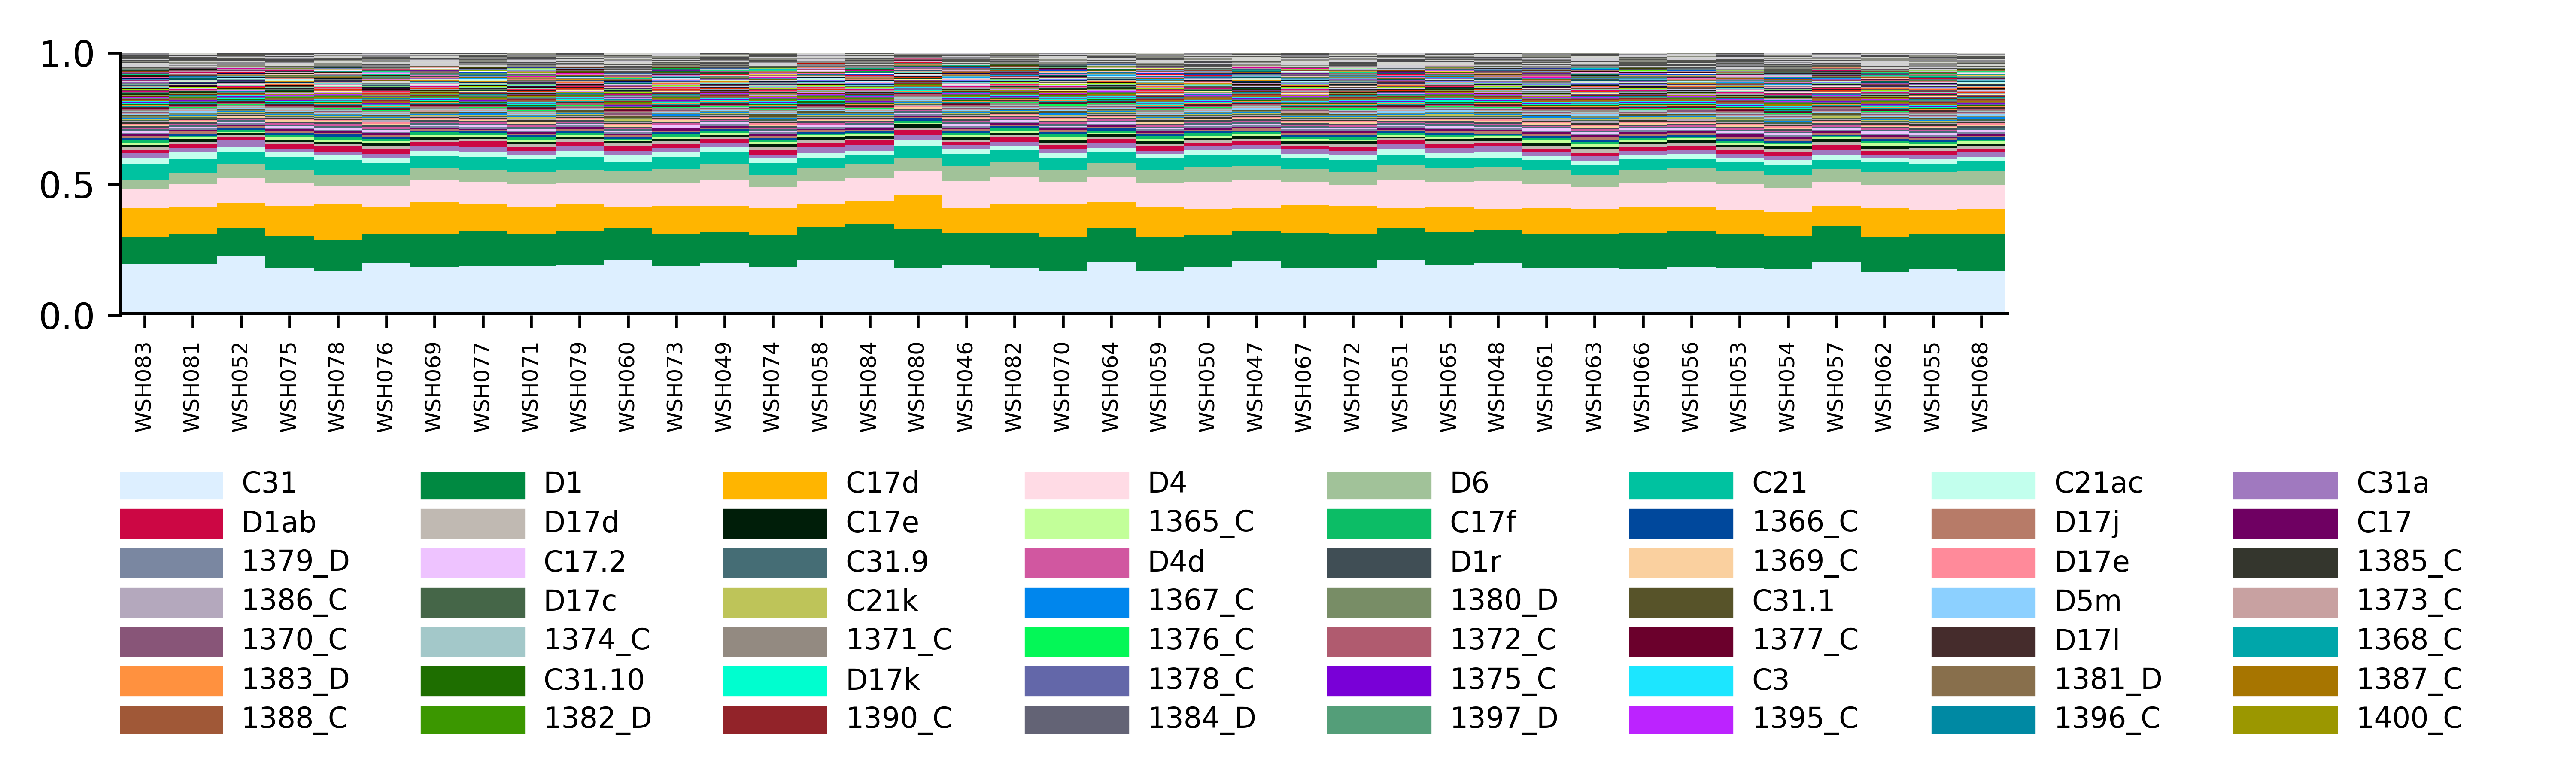 1.0
0.5
0.0
WSH083 WSH081 WSH052 WSH075 WSH078 WSH076 WSH069 WSH077 WSH071 WSH079 WSH060 WSH073 WSH049 WSH074 WSH058 WSH084 WSH080 WSH046 WSH082 WSH070 WSH064 WSH059 WSH050 WSH047 WSH067 WSH072 WSH051 WSH065 WSH048 WSH061 WSH063 WSH066 WSH056 WSH053 WSH054 WSH057 WSH062 WSH055 WSH068
C31 D1 C17d D4 D6 C21 C21ac C31a
D1ab D17d C17e 1365_C C17f 1366_C D17j C17
1379_D C17.2 C31.9 D4d D1r 1369_C D17e 1385_C
1386_C D17c C21k 1367_C 1380_D C31.1 D5m 1373_C
1370_C 1374_C 1371_C 1376_C 1372_C 1377_C D17l 1368_C
1383_D C31.10 D17k 1378_C 1375_C C3 1381_D 1387_C
1388_C 1382_D 1390_C 1384_D 1397_D 1395_C 1396_C 1400_C